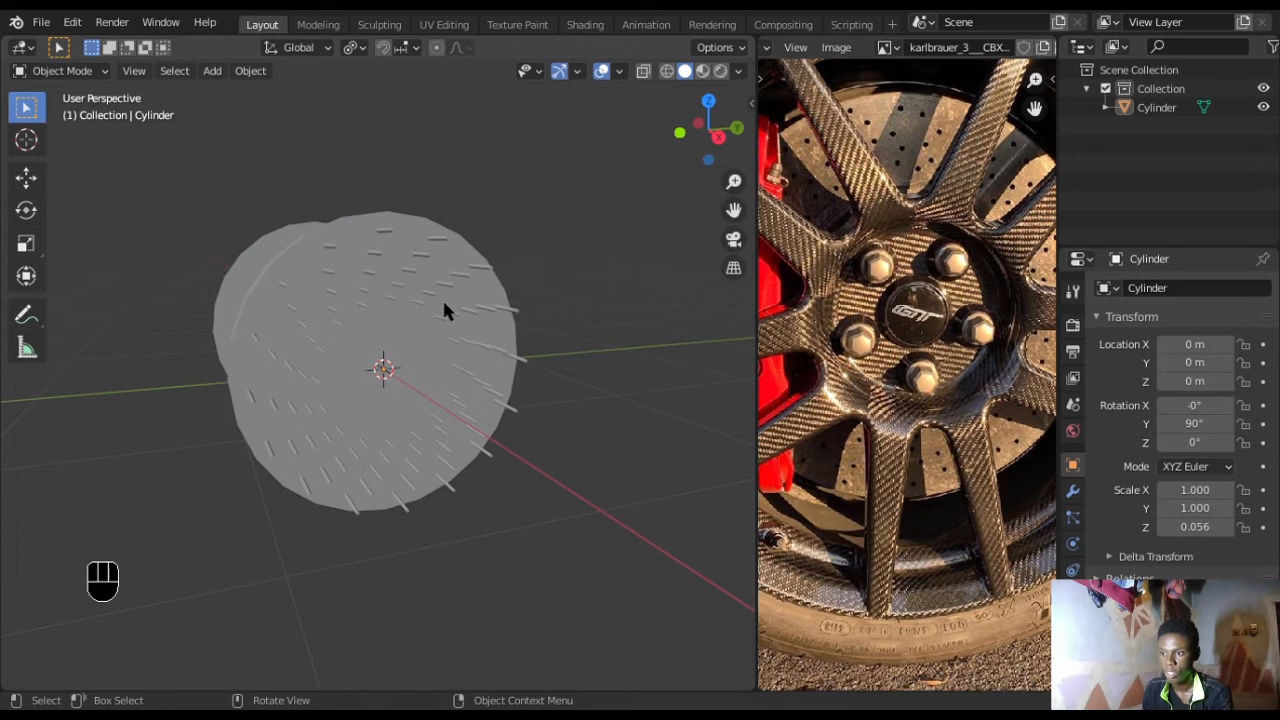 File Edit Render Window Help Layout Modeling Sculpting UV Editing Texture Paint Shading Animation Rendering Compositing Scripting + Scene View Layer
Global Options View Image karlbrauer_3___CBX...
Object Mode View Select Add Object
User Perspective
(1) Collection | Cylinder
Z
Y
X
GT
Scene Collection
Collection
Cylinder
Cylinder
Cylinder
Transform
Location X 0 m
Y 0 m
Z 0 m
Rotation X -0°
Y 90°
Z 0°
Mode XYZ Euler
Scale X 1.000
Y 1.000
Z 0.056
Delta Transform
Relations
Select Box Select Rotate View Object Context Menu